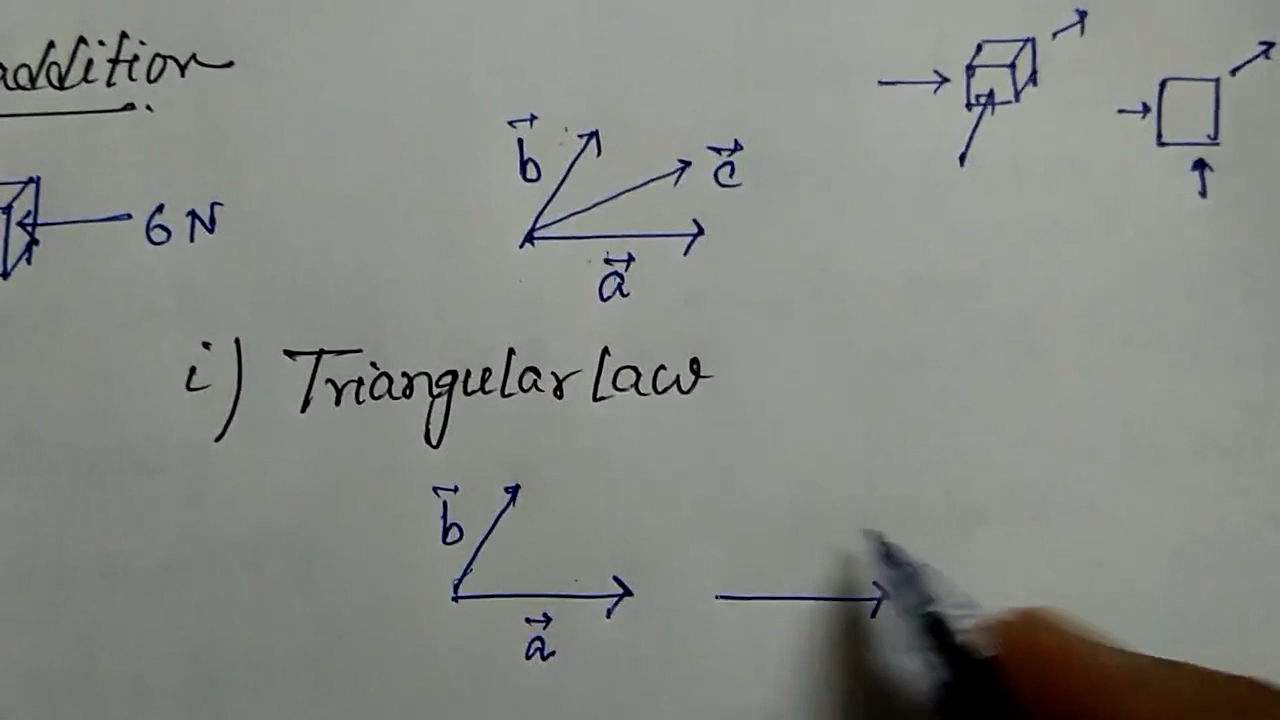 addition
6 N
b⃗
c⃗
a⃗
i) Triangular law
b⃗
a⃗